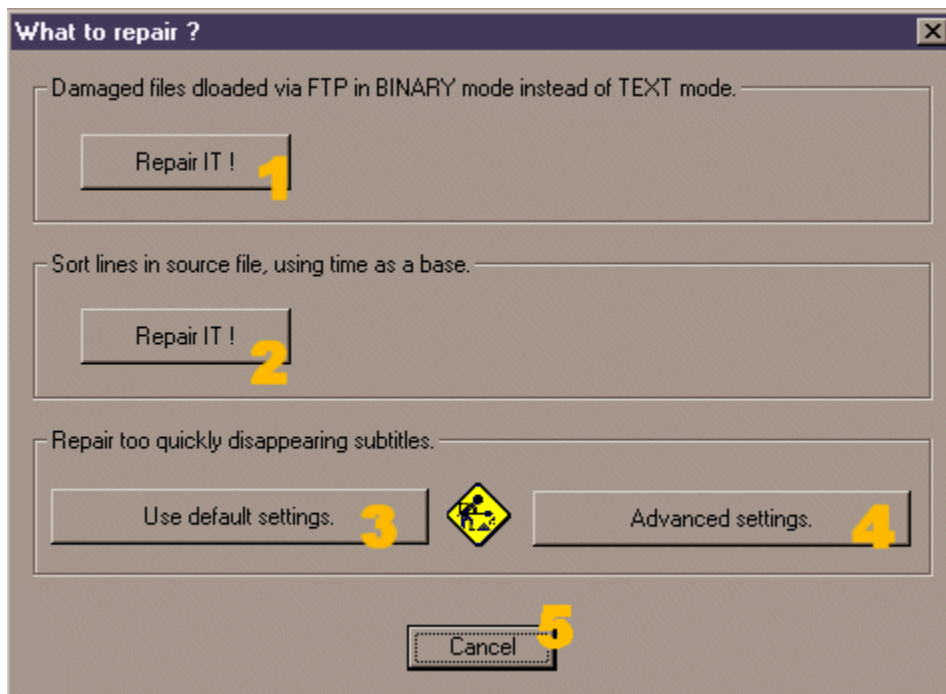 What to repair ?
Damaged files dloaded via FTP in BINARY mode instead of TEXT mode.
Repair IT !
1
Sort lines in source file, using time as a base.
Repair IT !
2
Repair too quickly disappearing subtitles.
Use default settings.
3
Advanced settings.
4
Cancel
5